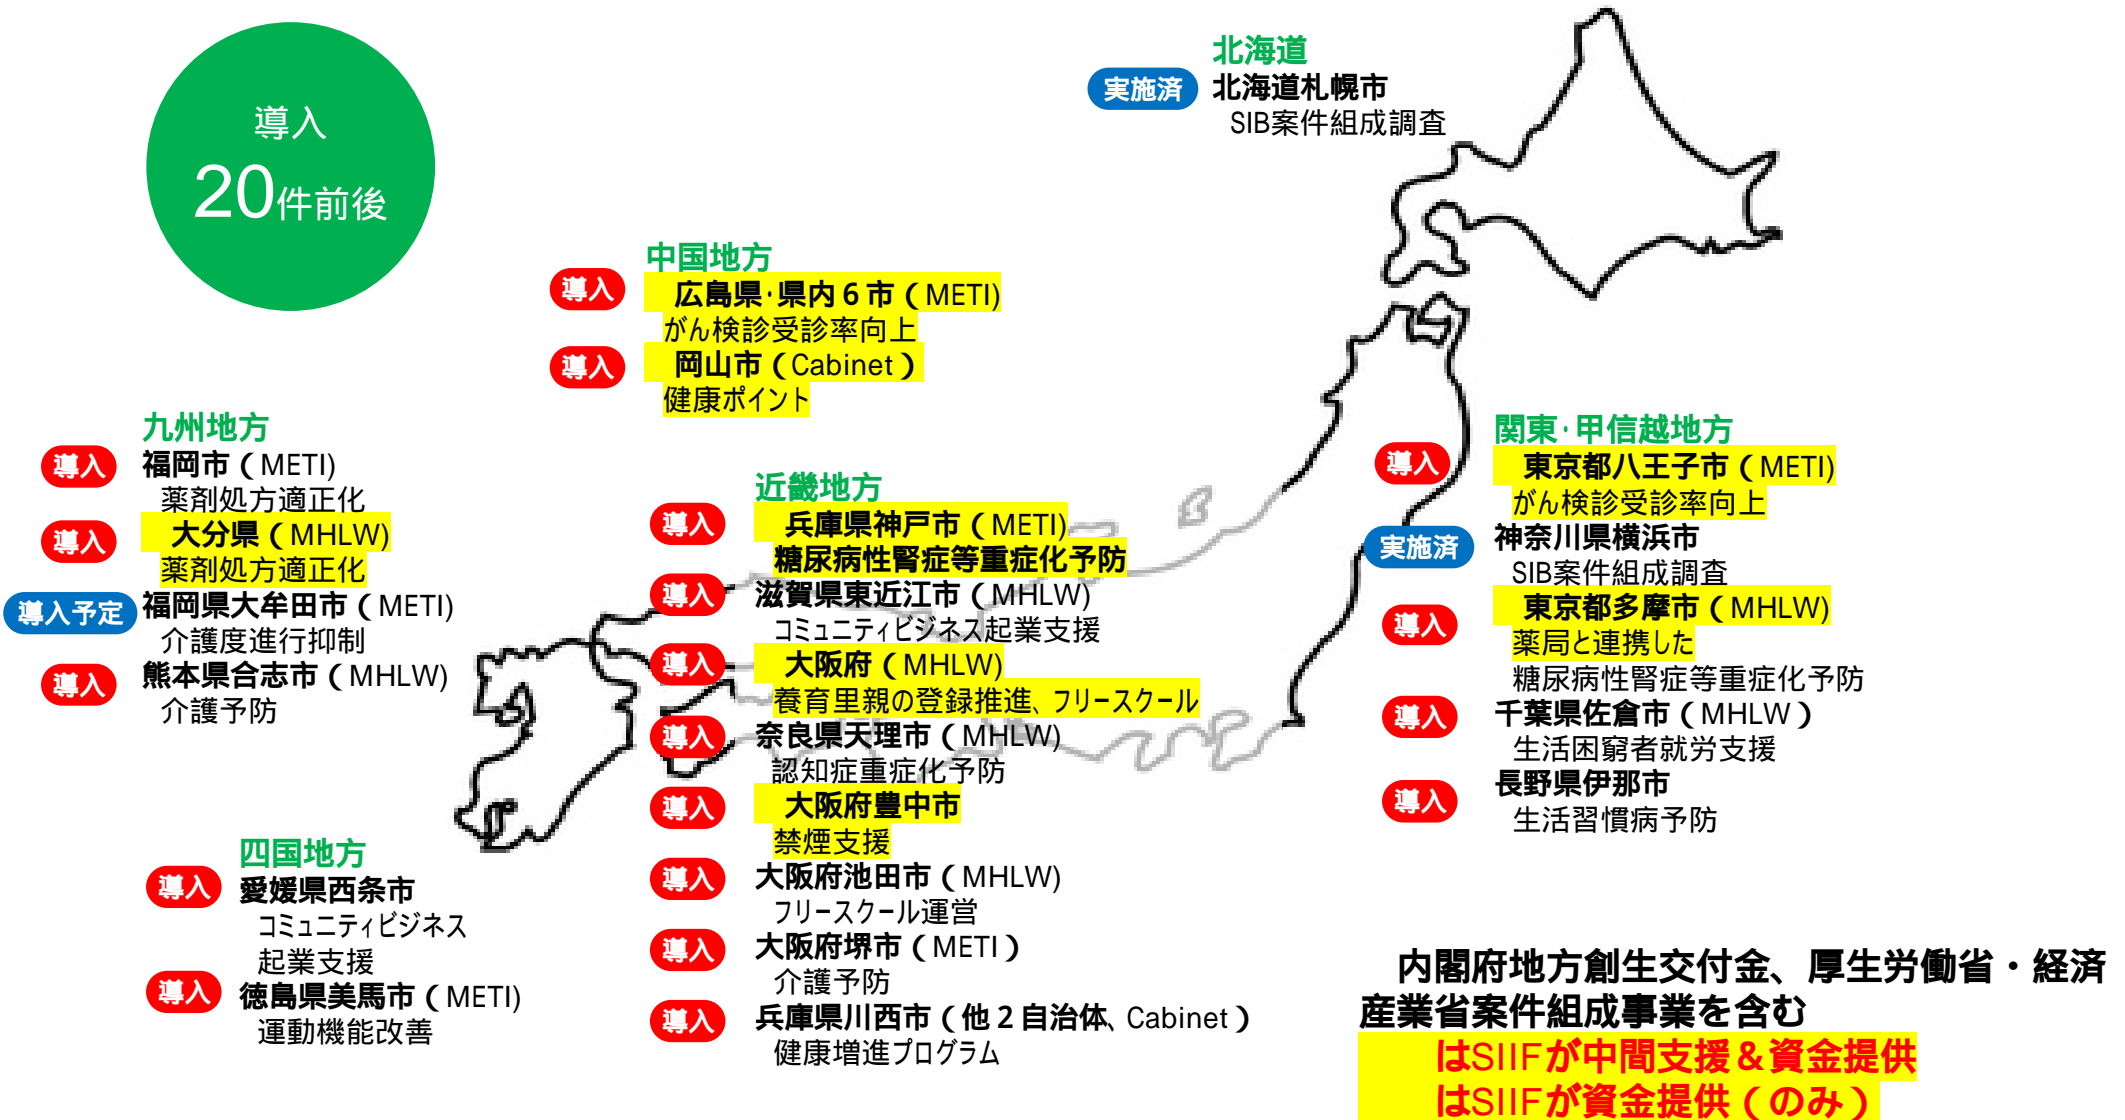 導入
20件前後
北海道
実施済 北海道札幌市
SIB案件組成調査
中国地方
導入 広島県・県内６市（METI)
がん検診受診率向上
導入 岡山市（Cabinet）
健康ポイント
九州地方
導入 福岡市（METI)
薬剤処方適正化
導入 大分県（MHLW)
薬剤処方適正化
導入予定 福岡県大牟田市（METI)
介護度進行抑制
導入 熊本県合志市（MHLW)
介護予防
四国地方
導入 愛媛県西条市
コミュニティビジネス
起業支援
導入 徳島県美馬市（METI)
運動機能改善
近畿地方
導入 兵庫県神戸市（METI)
糖尿病性腎症等重症化予防
導入 滋賀県東近江市（MHLW)
コミュニティビジネス起業支援
導入 大阪府（MHLW)
養育里親の登録推進、フリースクール
導入 奈良県天理市（MHLW)
認知症重症化予防
導入 大阪府豊中市
禁煙支援
導入 大阪府池田市（MHLW)
フリースクール運営
導入 大阪府堺市（METI）
介護予防
導入 兵庫県川西市（他２自治体、Cabinet）
健康増進プログラム
関東・甲信越地方
導入 東京都八王子市（METI)
がん検診受診率向上
実施済 神奈川県横浜市
SIB案件組成調査
導入 東京都多摩市（MHLW)
薬局と連携した
糖尿病性腎症等重症化予防
導入 千葉県佐倉市（MHLW）
生活困窮者就労支援
導入 長野県伊那市
生活習慣病予防
内閣府地方創生交付金、厚生労働省・経済
産業省案件組成事業を含む
はSIIFが中間支援＆資金提供
はSIIFが資金提供（のみ）